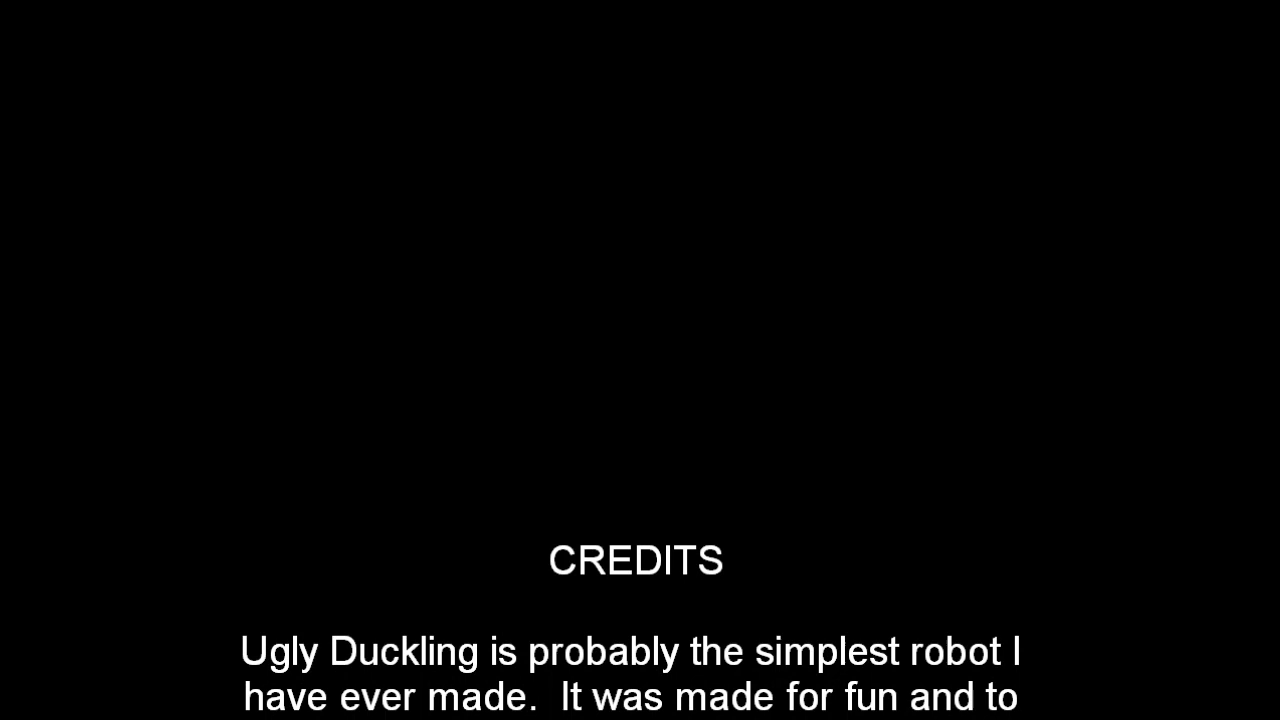 CREDITS
Ugly Duckling is probably the simplest robot I
have ever made.  It was made for fun and to